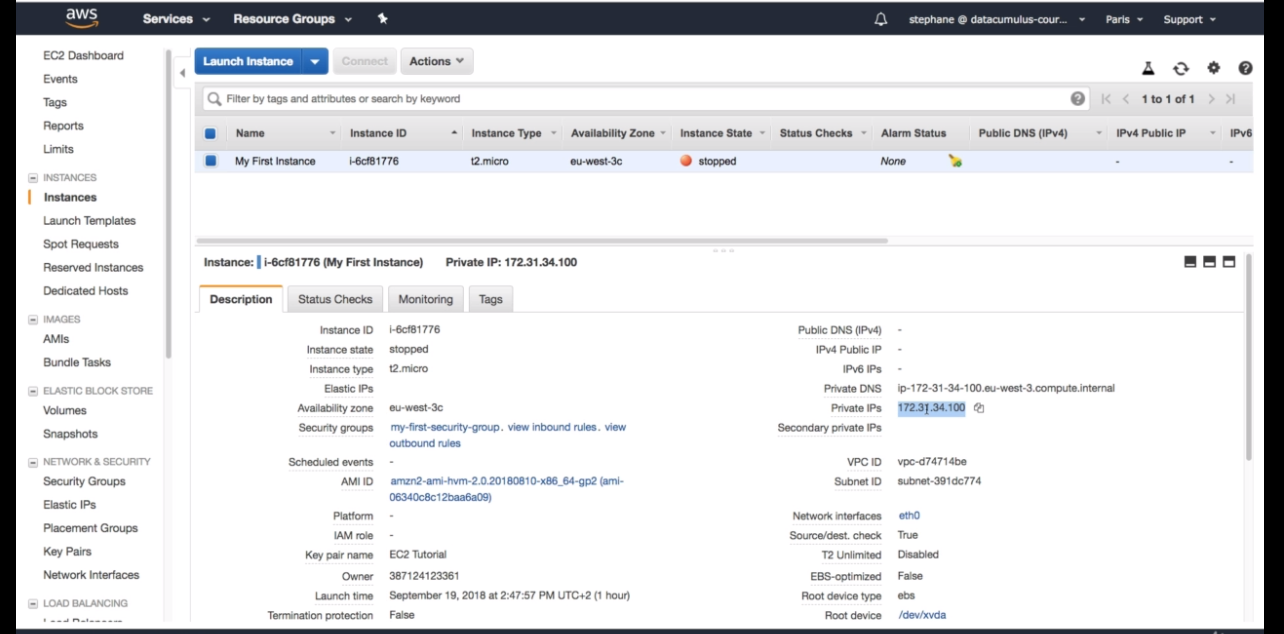 aws Services Resource Groups stephane @ datacumulus-cour... Paris Support
EC2 Dashboard
Events
Tags
Reports
Limits
INSTANCES
Instances
Launch Templates
Spot Requests
Reserved Instances
Dedicated Hosts
IMAGES
AMIs
Bundle Tasks
ELASTIC BLOCK STORE
Volumes
Snapshots
NETWORK & SECURITY
Security Groups
Elastic IPs
Placement Groups
Key Pairs
Network Interfaces
LOAD BALANCING
Launch Instance Connect Actions
Filter by tags and attributes or search by keyword 1 to 1 of 1
Name Instance ID Instance Type Availability Zone Instance State Status Checks Alarm Status Public DNS (IPv4) IPv4 Public IP IPv6
My First Instance i-6cf81776 t2.micro eu-west-3c stopped None - -
Instance: i-6cf81776 (My First Instance) Private IP: 172.31.34.100
Description Status Checks Monitoring Tags
Instance ID i-6cf81776
Instance state stopped
Instance type t2.micro
Elastic IPs
Availability zone eu-west-3c
Security groups my-first-security-group. view inbound rules. view
outbound rules
Scheduled events -
AMI ID amzn2-ami-hvm-2.0.20180810-x86_64-gp2 (ami-
06340c8c12baa6a09)
Platform -
IAM role -
Key pair name EC2 Tutorial
Owner 387124123361
Launch time September 19, 2018 at 2:47:57 PM UTC+2 (1 hour)
Termination protection False
Public DNS (IPv4) -
IPv4 Public IP -
IPv6 IPs -
Private DNS ip-172-31-34-100.eu-west-3.compute.internal
Private IPs 172.31.34.100
Secondary private IPs
VPC ID vpc-d74714be
Subnet ID subnet-391dc774
Network interfaces eth0
Source/dest. check True
T2 Unlimited Disabled
EBS-optimized False
Root device type ebs
Root device /dev/xvda